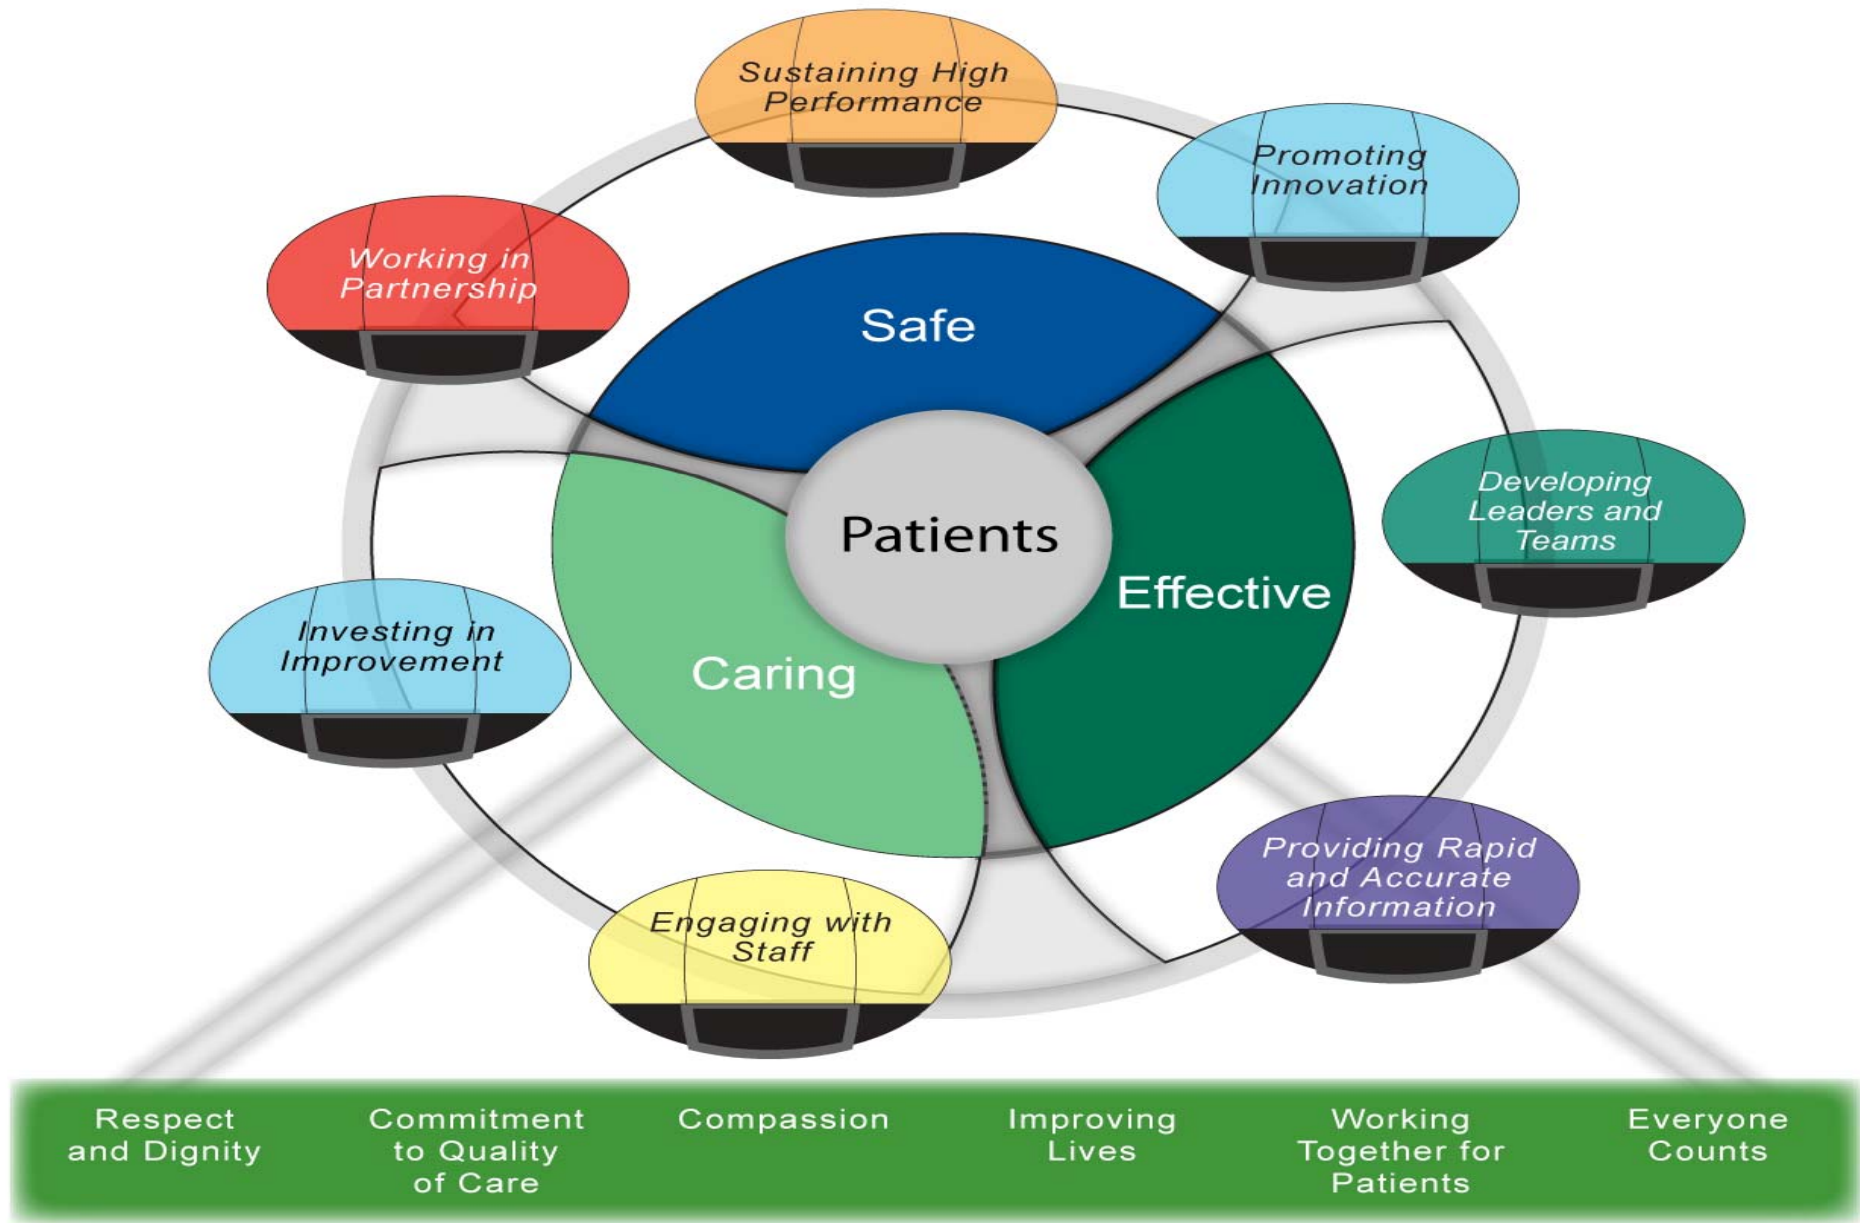 Sustaining High
Performance
Promoting
Innovation
Working in
Partnership
Safe
Developing
Leaders and
Teams
Patients
Effective
Investing in
Improvement
Caring
Providing Rapid
and Accurate
Information
Engaging with
Staff
Respect
and Dignity
Commitment
to Quality
of Care
Compassion
Improving
Lives
Working
Together for
Patients
Everyone
Counts